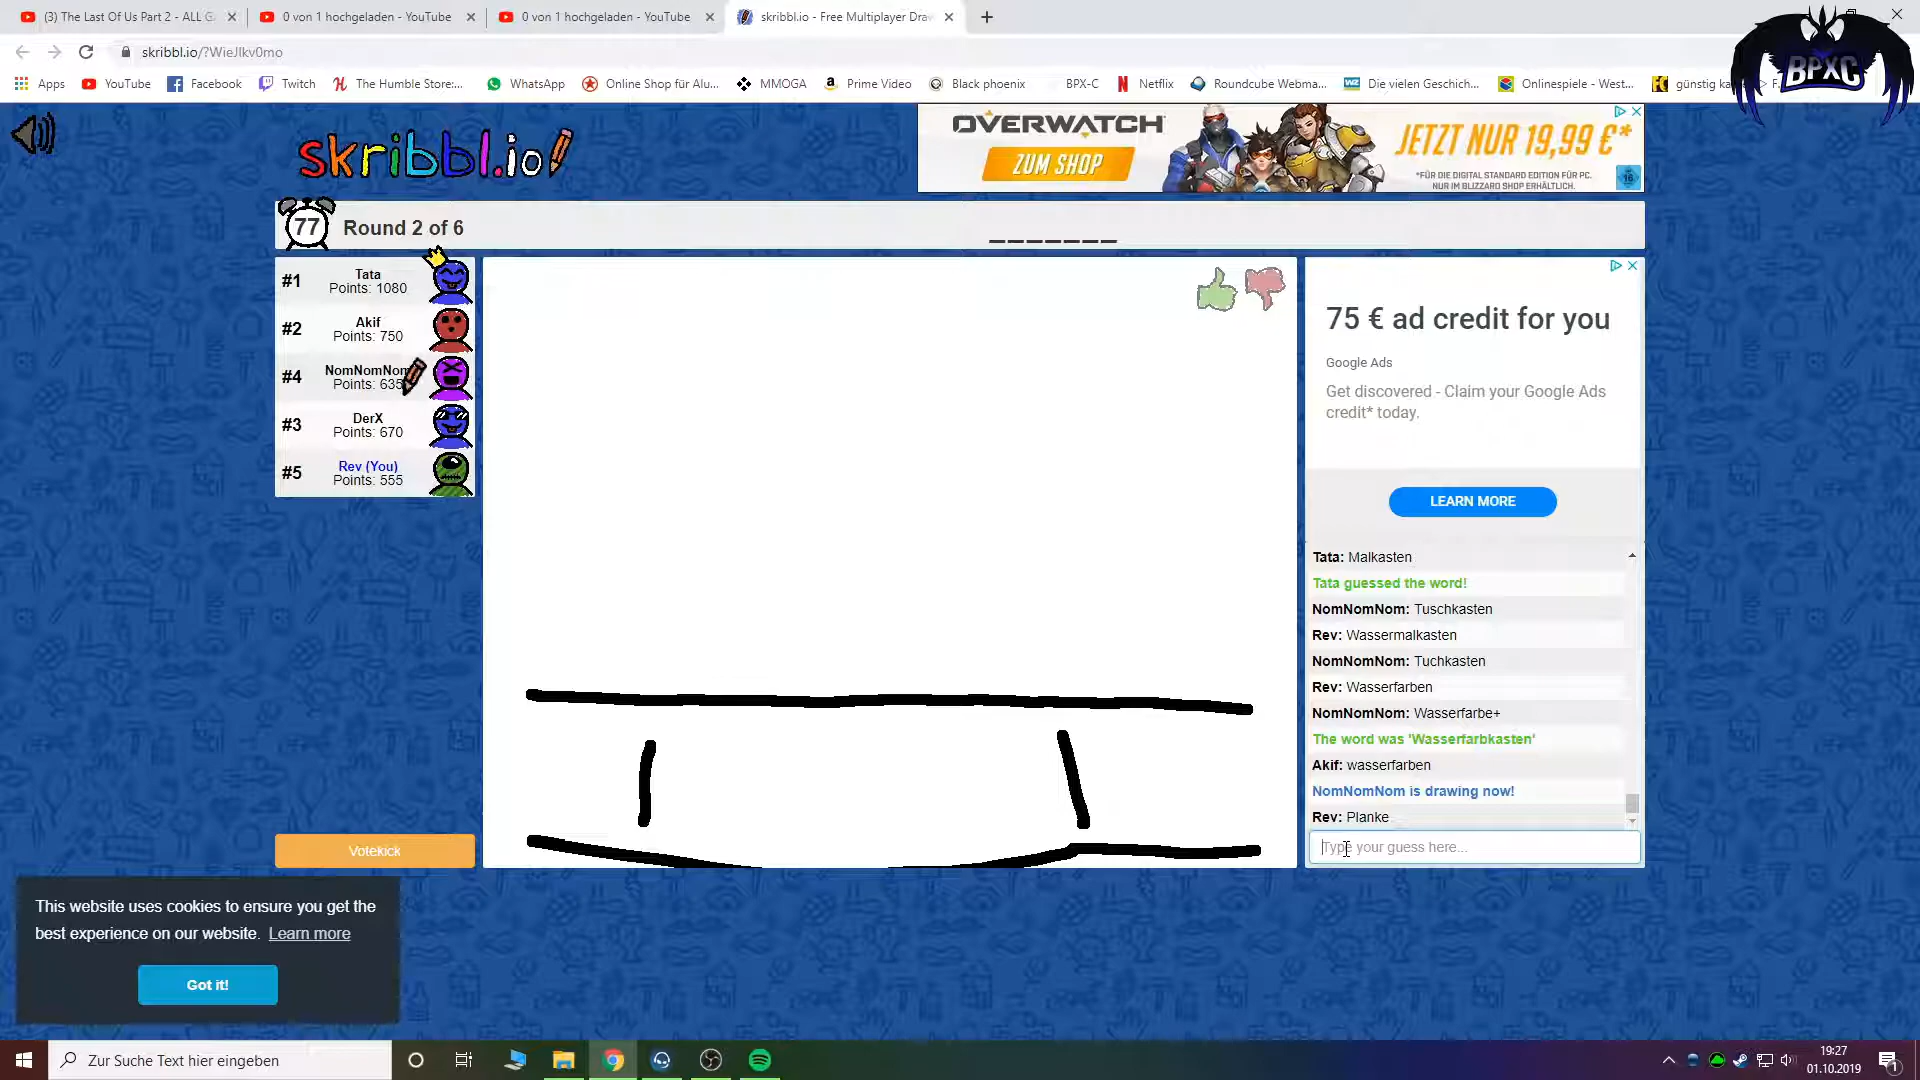 (3) The Last Of Us Part 2 - ALL G
0 von 1 hochgeladen - YouTube
0 von 1 hochgeladen - YouTube
skribbl.io - Free Multiplayer Draw
skribbl.io/?WieJlkv0mo
Apps
YouTube
Facebook
Twitch
The Humble Store:...
WhatsApp
Online Shop für Alu...
MMOGA
Prime Video
Black phoenix
BPX-C
Netflix
Roundcube Webma...
Die vielen Geschich...
Onlinespiele - West...
günstig
BPXC
skribbl.io
OVERWATCH
ZUM SHOP
JETZT NUR 19,99 €*
*FÜR DIE DIGITAL STANDARD EDITION FÜR PC.
NUR IM BLIZZARD SHOP ERHÄLTLICH.
16
77
Round 2 of 6
_______
#1
Tata
Points: 1080
#2
Akif
Points: 750
#4
NomNomNom
Points: 635
#3
DerX
Points: 670
#5
Rev (You)
Points: 555
Votekick
75 € ad credit for you
Google Ads
Get discovered - Claim your Google Ads
credit* today.
LEARN MORE
Tata: Malkasten
Tata guessed the word!
NomNomNom: Tuschkasten
Rev: Wassermalkasten
NomNomNom: Tuchkasten
Rev: Wasserfarben
NomNomNom: Wasserfarbe+
The word was 'Wasserfarbkasten'
Akif: wasserfarben
NomNomNom is drawing now!
Rev: Planke
Type your guess here...
This website uses cookies to ensure you get the
best experience on our website. Learn more
Got it!
Zur Suche Text hier eingeben
19:27
01.10.2019
1